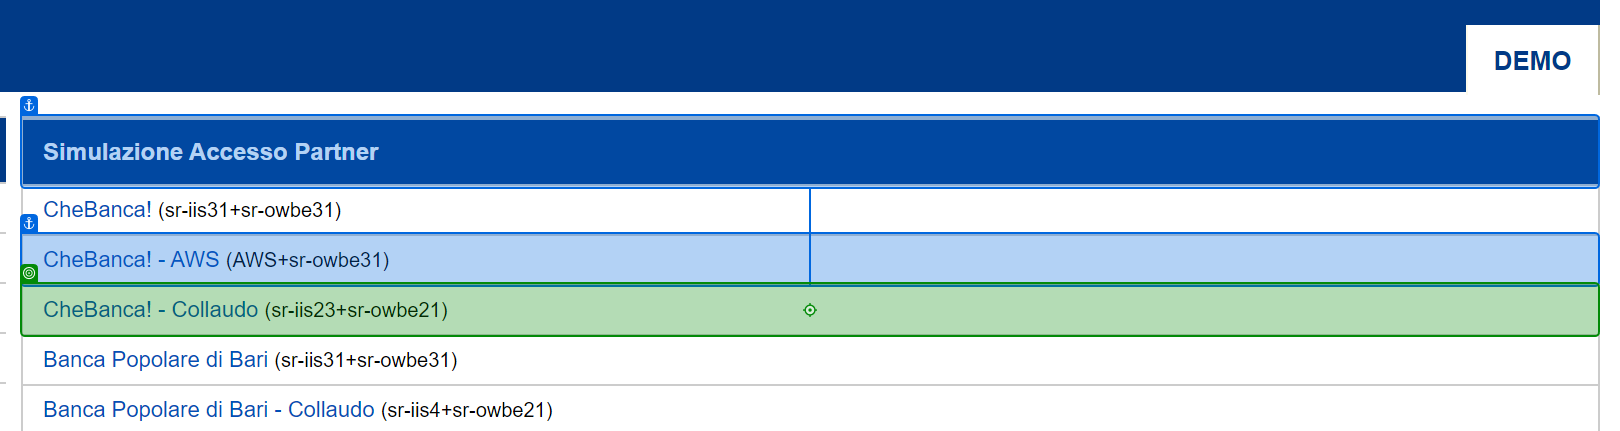 DEMO
Simulazione Accesso Partner
CheBanca! (sr-iis31+sr-owbe31)
CheBanca! - AWS (AWS+sr-owbe31)
CheBanca! - Collaudo (sr-iis23+sr-owbe21)
Banca Popolare di Bari (sr-iis31+sr-owbe31)
Banca Popolare di Bari - Collaudo (sr-iis4+sr-owbe21)